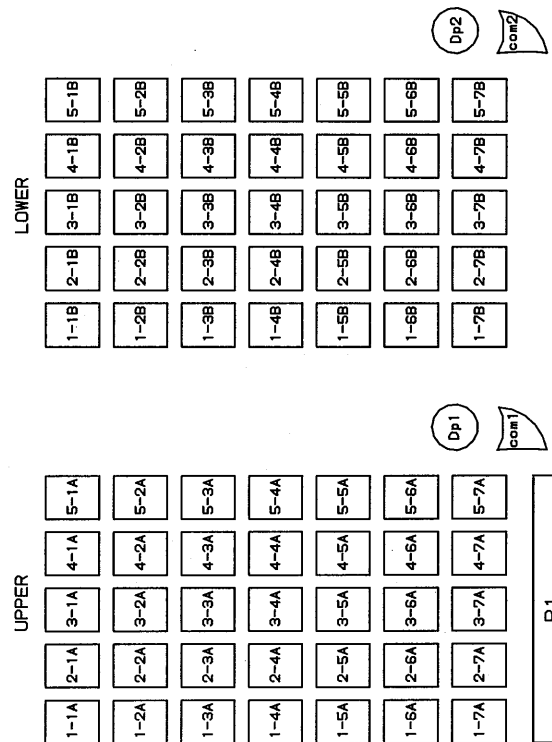 UPPER
1-1A 2-1A 3-1A 4-1A 5-1A
1-2A 2-2A 3-2A 4-2A 5-2A
1-3A 2-3A 3-3A 4-3A 5-3A
1-4A 2-4A 3-4A 4-4A 5-4A
1-5A 2-5A 3-5A 4-5A 5-5A
1-6A 2-6A 3-6A 4-6A 5-6A
1-7A 2-7A 3-7A 4-7A 5-7A
Dp1
com1
LOWER
1-1B 2-1B 3-1B 4-1B 5-1B
1-2B 2-2B 3-2B 4-2B 5-2B
1-3B 2-3B 3-3B 4-3B 5-3B
1-4B 2-4B 3-4B 4-4B 5-4B
1-5B 2-5B 3-5B 4-5B 5-5B
1-6B 2-6B 3-6B 4-6B 5-6B
1-7B 2-7B 3-7B 4-7B 5-7B
Dp2
com2